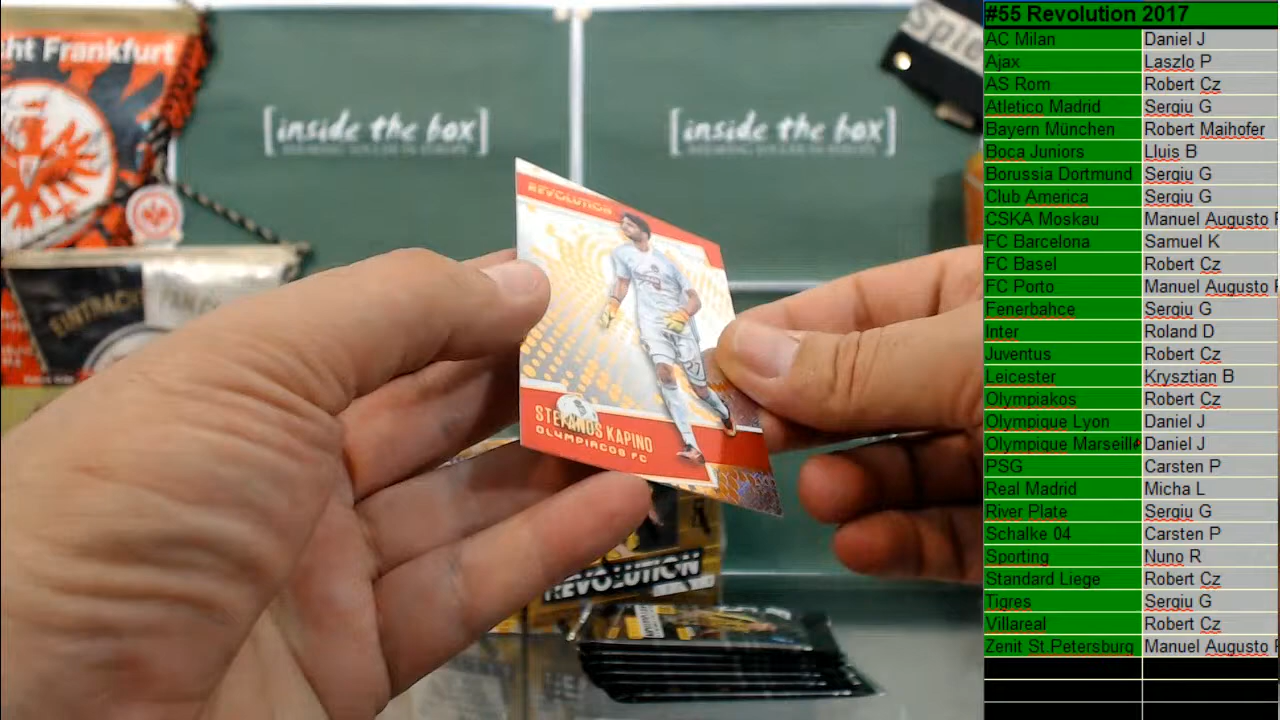 cht Frankfurt
[inside the box]
[inside the box]
EINTRACHT
REVOLUTION
STEFANOS KAPINO
OLYMPIACOS FC
REVOLUTION
#55 Revolution 2017
AC Milan Daniel J
Ajax Laszlo P
AS Rom Robert Cz
Atletico Madrid Sergiu G
Bayern München Robert Maihofer
Boca Juniors Lluis B
Borussia Dortmund Sergiu G
Club America Sergiu G
CSKA Moskau Manuel Augusto
FC Barcelona Samuel K
FC Basel Robert Cz
FC Porto Manuel Augusto
Fenerbahce Sergiu G
Inter Roland D
Juventus Robert Cz
Leicester Krysztian B
Olympiakos Robert Cz
Olympique Lyon Daniel J
Olympique Marseille Daniel J
PSG Carsten P
Real Madrid Micha L
River Plate Sergiu G
Schalke 04 Carsten P
Sporting Nuno R
Standard Liege Robert Cz
Tigres Sergiu G
Villareal Robert Cz
Zenit St.Petersburg Manuel Augusto